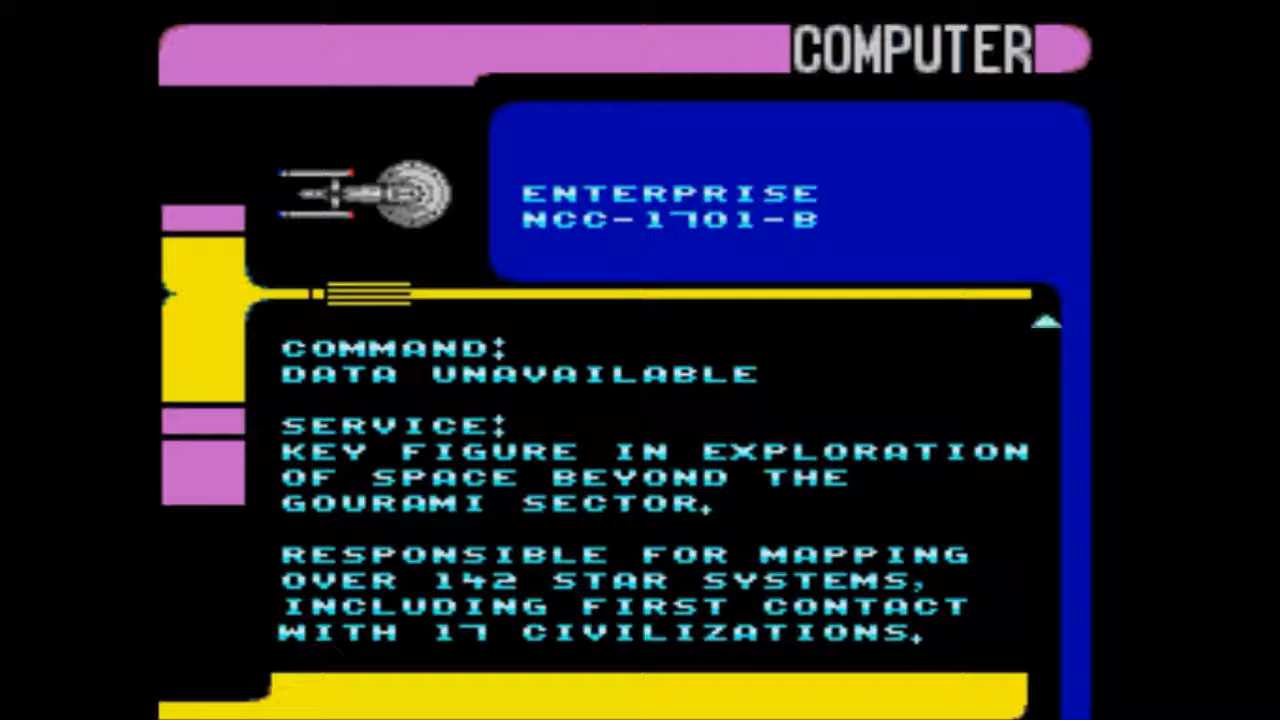 COMPUTER
ENTERPRISE
NCC-1701-B
COMMAND:
DATA UNAVAILABLE
SERVICE:
KEY FIGURE IN EXPLORATION
OF SPACE BEYOND THE
GOURAMI SECTOR.
RESPONSIBLE FOR MAPPING
OVER 142 STAR SYSTEMS,
INCLUDING FIRST CONTACT
WITH 17 CIVILIZATIONS.